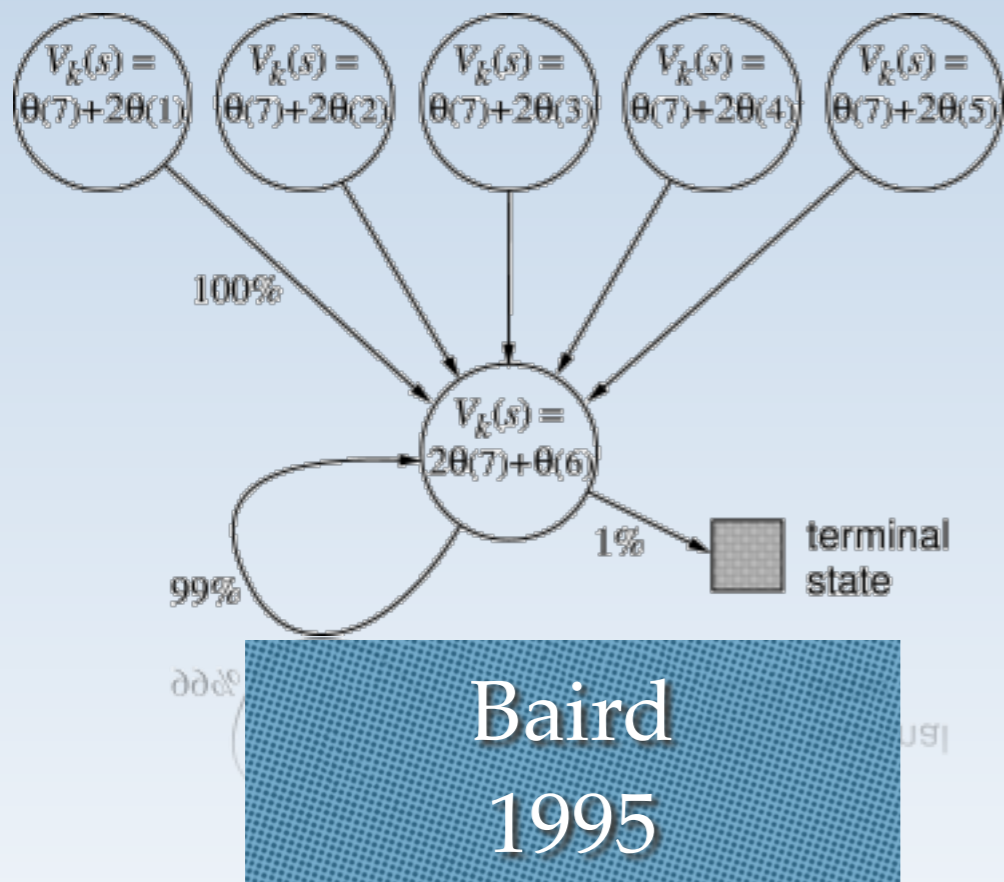 V_k(s) =
θ(7)+2θ(1)
V_k(s) =
θ(7)+2θ(2)
V_k(s) =
θ(7)+2θ(3)
V_k(s) =
θ(7)+2θ(4)
V_k(s) =
θ(7)+2θ(5)
100%
V_k(s) =
2θ(7)+θ(6)
1%
terminal
state
99%
Baird
1995